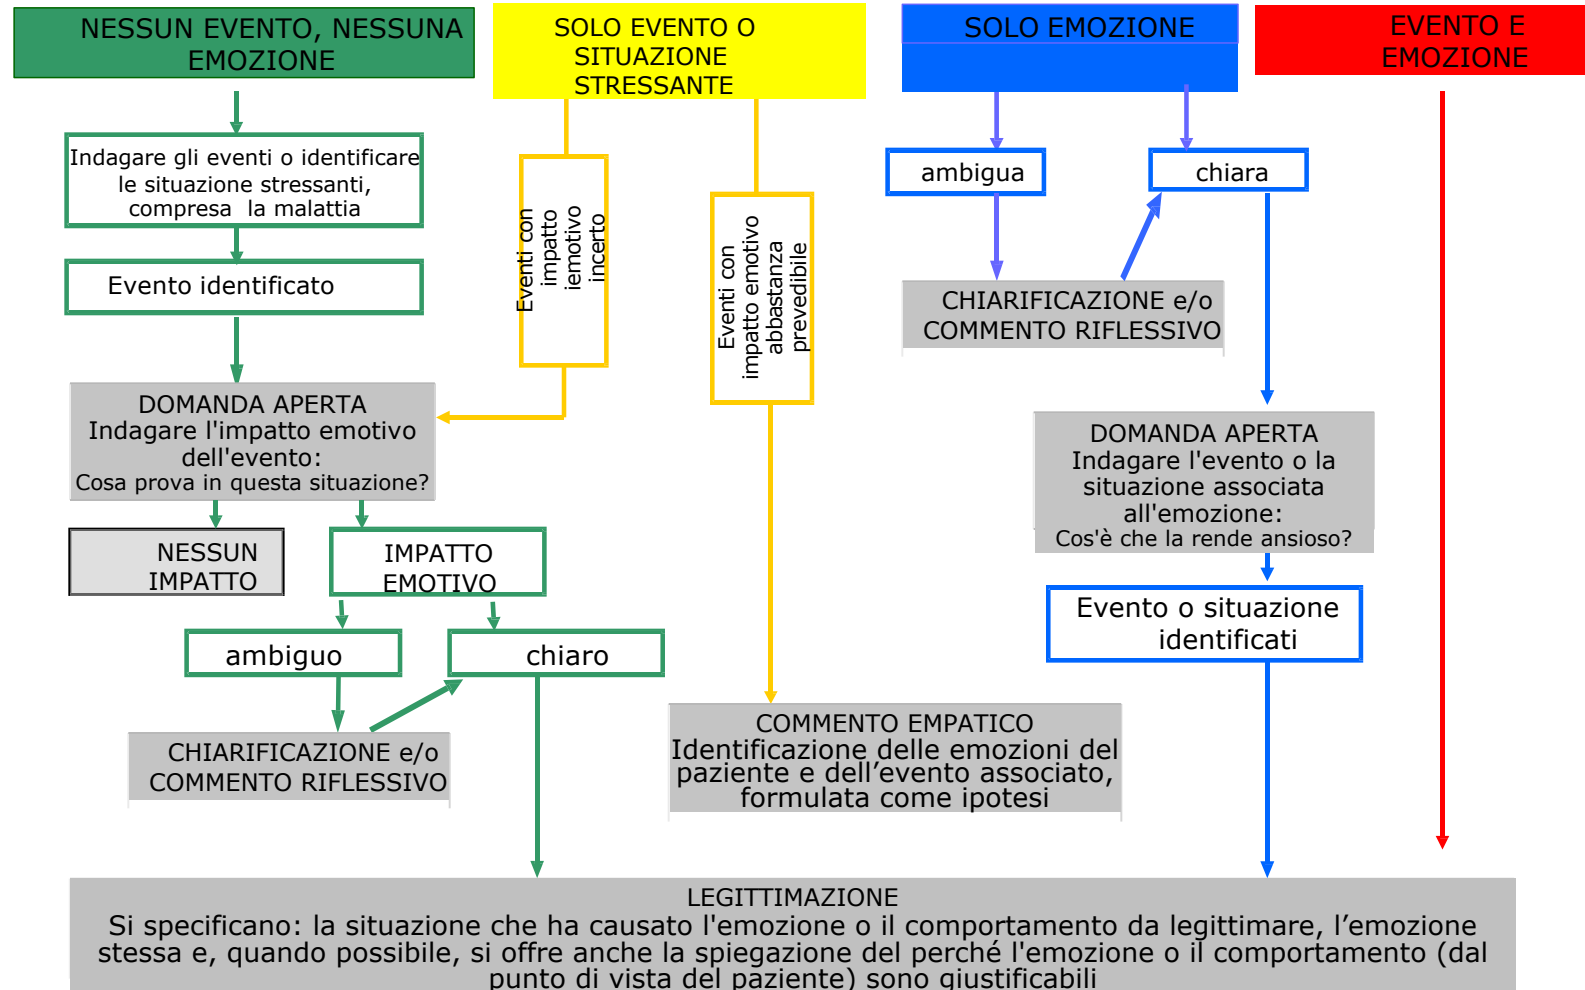 NESSUN EVENTO, NESSUNA
EMOZIONE
SOLO EVENTO O
SITUAZIONE
STRESSANTE
SOLO EMOZIONE
EVENTO E
EMOZIONE
Indagare gli eventi o identificare
le situazione stressanti,
compresa la malattia
Evento identificato
Eventi con
impatto
iemotivo
incerto
Eventi con
impatto emotivo
abbastanza
prevedibile
ambigua
chiara
CHIARIFICAZIONE e/o
COMMENTO RIFLESSIVO
DOMANDA APERTA
Indagare l'impatto emotivo
dell'evento:
Cosa prova in questa situazione?
DOMANDA APERTA
Indagare l'evento o la
situazione associata
all'emozione:
Cos'è che la rende ansioso?
NESSUN
IMPATTO
IMPATTO
EMOTIVO
Evento o situazione
identificati
ambiguo
chiaro
CHIARIFICAZIONE e/o
COMMENTO RIFLESSIVO
COMMENTO EMPATICO
Identificazione delle emozioni del
paziente e dell’evento associato,
formulata come ipotesi
LEGITTIMAZIONE
Si specificano: la situazione che ha causato l'emozione o il comportamento da legittimare, l’emozione
stessa e, quando possibile, si offre anche la spiegazione del perché l'emozione o il comportamento (dal
punto di vista del paziente) sono giustificabili